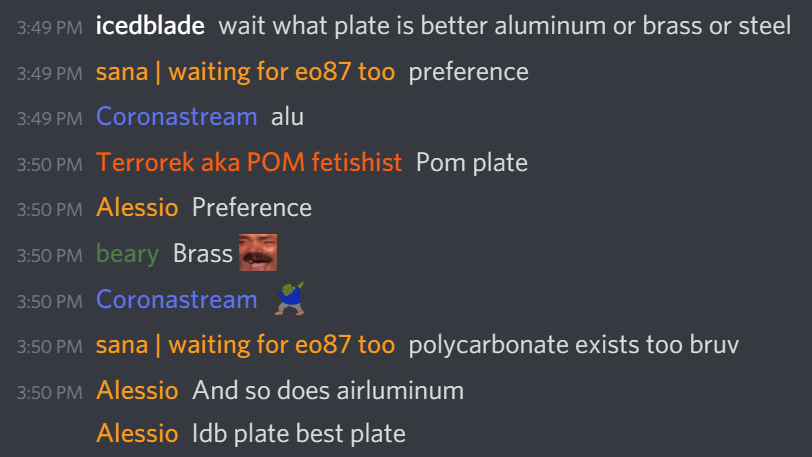 3:49 PM icedblade wait what plate is better aluminum or brass or steel
3:49 PM sana | waiting for eo87 too preference
3:49 PM Coronastream alu
3:50 PM Terrorek aka POM fetishist Pom plate
3:50 PM Alessio Preference
3:50 PM beary Brass
3:50 PM Coronastream
3:50 PM sana | waiting for eo87 too polycarbonate exists too bruv
3:50 PM Alessio And so does airluminum
Alessio Idb plate best plate